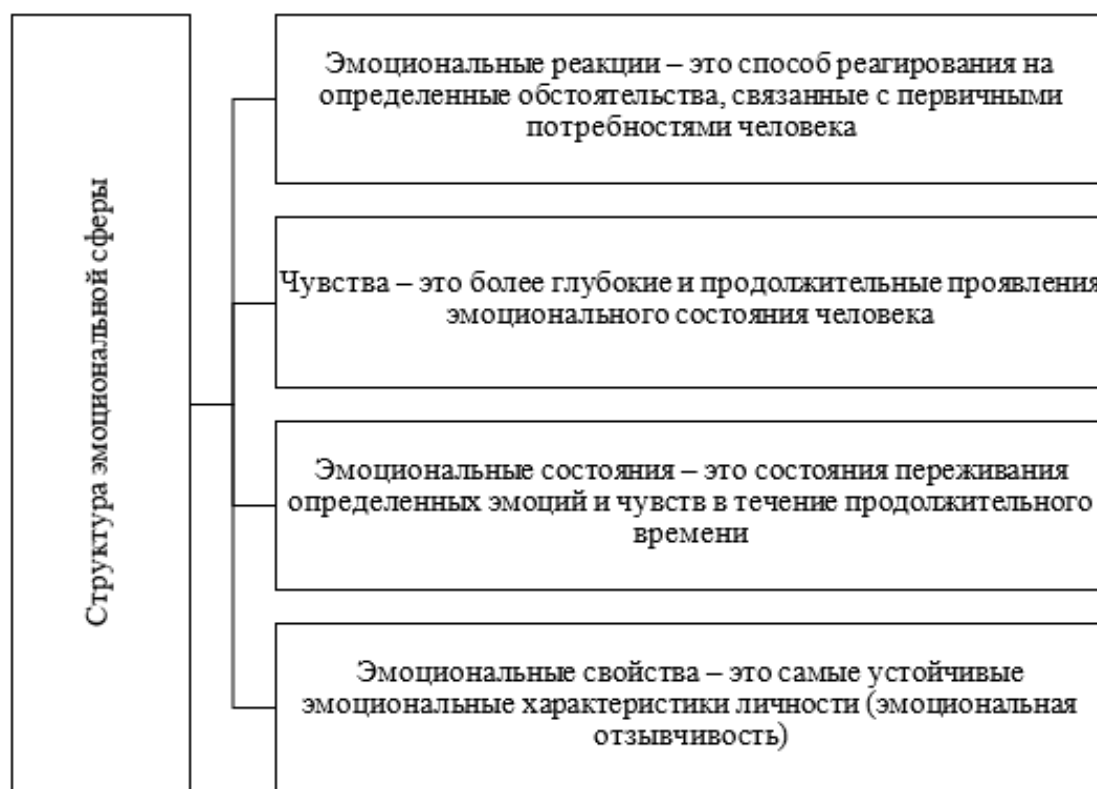 Структура эмоциональной сферы
Эмоциональные реакции – это способ реагирования на
определенные обстоятельства, связанные с первичными
потребностями человека
Чувства – это более глубокие и продолжительные проявления
эмоционального состояния человека
Эмоциональные состояния – это состояния переживания
определенных эмоций и чувств в течение продолжительного
времени
Эмоциональные свойства – это самые устойчивые
эмоциональные характеристики личности (эмоциональная
отзывчивость)